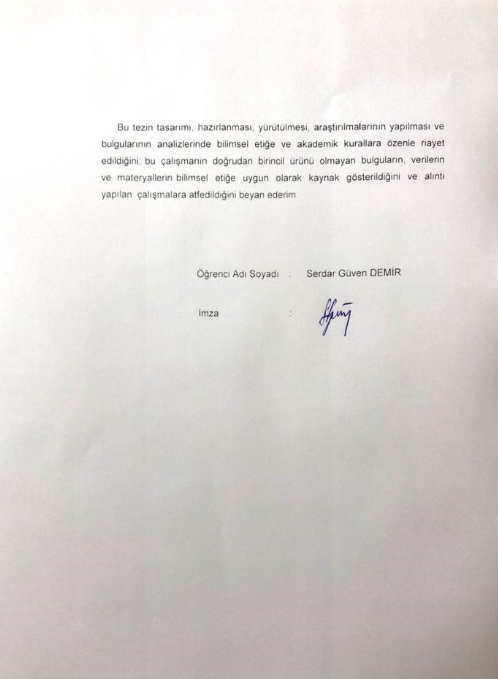 Bu tezin tasarımı, hazırlanması, yürütülmesi, araştırılmalarının yapılması ve
bulgularının analizlerinde bilimsel etiğe ve akademik kurallara özenle riayet
edildiğini; bu çalışmanın doğrudan birincil ürünü olmayan bulguların, verilerin
ve materyallerin bilimsel etiğe uygun olarak kaynak gösterildiğini ve alıntı
yapılan çalışmalara atfedildiğini beyan ederim.
Öğrenci Adı Soyadı : Serdar Güven DEMİR
İmza :